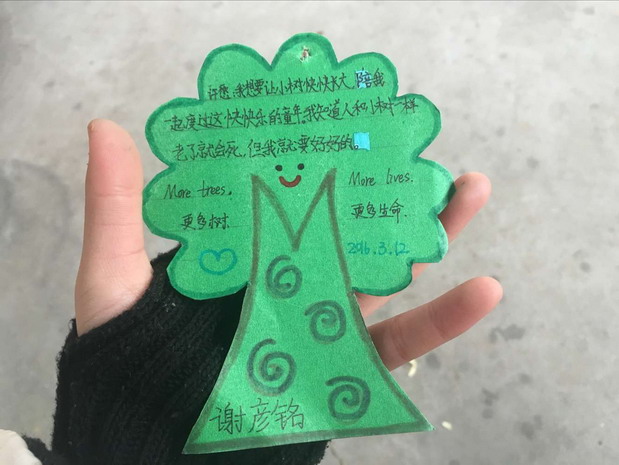 许愿,我想要让小树快快长大,陪我
一起度过这个快快乐的童年,我知道人和小树一样
老了就会死,但我就要好好的。
More trees, More lives.
更多树. 更多生命.
2016.3.12
谢彦铭